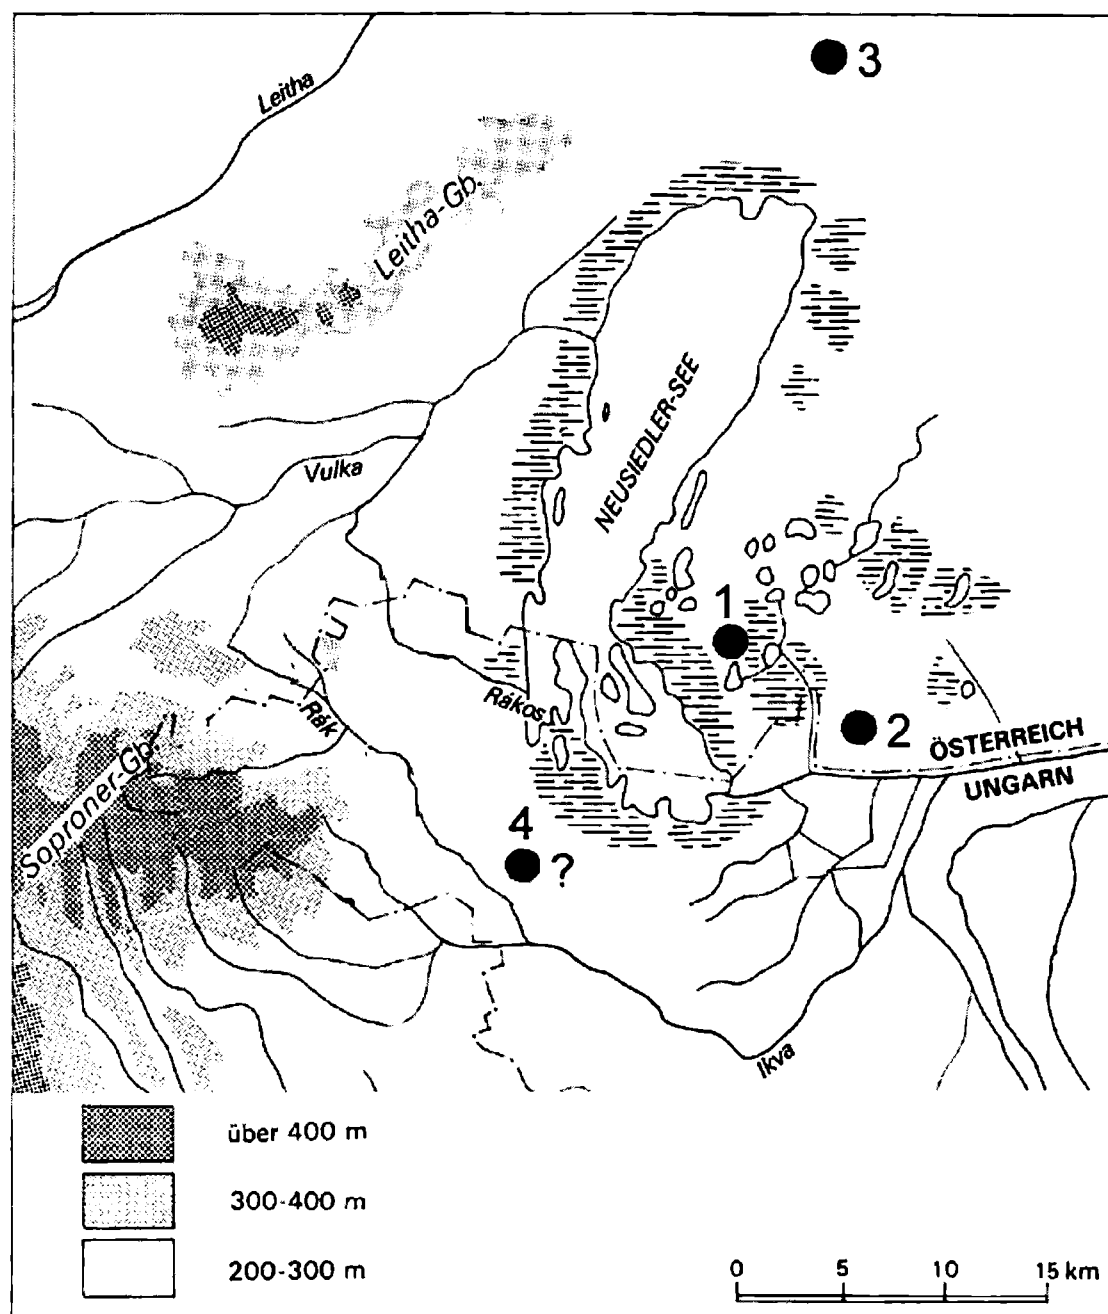 3
Leitha
Leitha-Gb.
NEUSIEDLER-SEE
Vulka
1
Rákos
Rák
2
ÖSTERREICH
UNGARN
Soproner-Gb.
4
?
Ikva
über 400 m
300-400 m
200-300 m
0 5 10 15 km